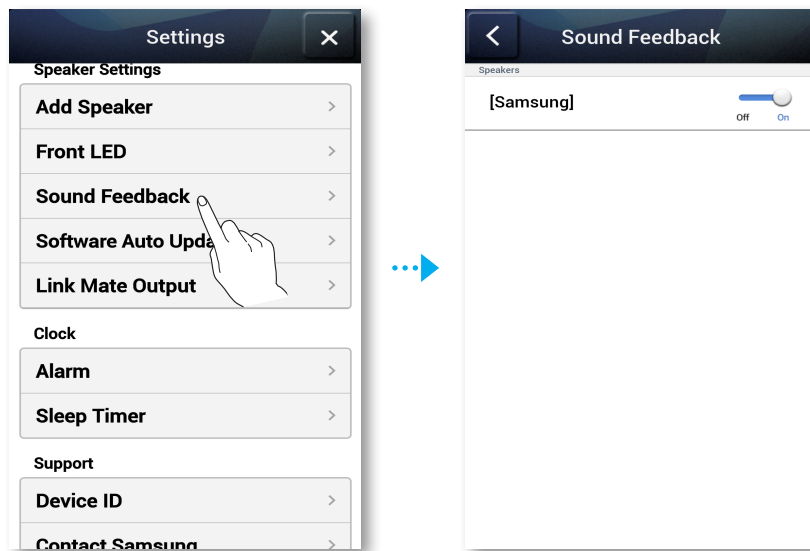 Settings
Speaker Settings
Add Speaker
Front LED
Sound Feedback
Software Auto Upda
Link Mate Output
Clock
Alarm
Sleep Timer
Support
Device ID
Contact Samsung
Sound Feedback
Speakers
[Samsung]
Off On